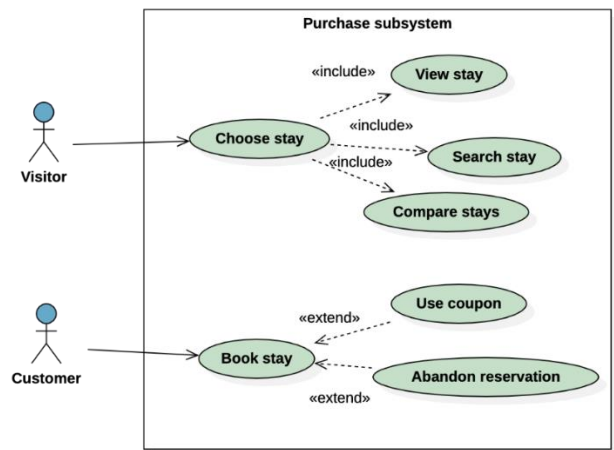 Purchase subsystem
«include»
View stay
Choose stay
«include»
Search stay
«include»
Visitor
Compare stays
«extend»
Use coupon
Book stay
Customer
Abandon reservation
«extend»